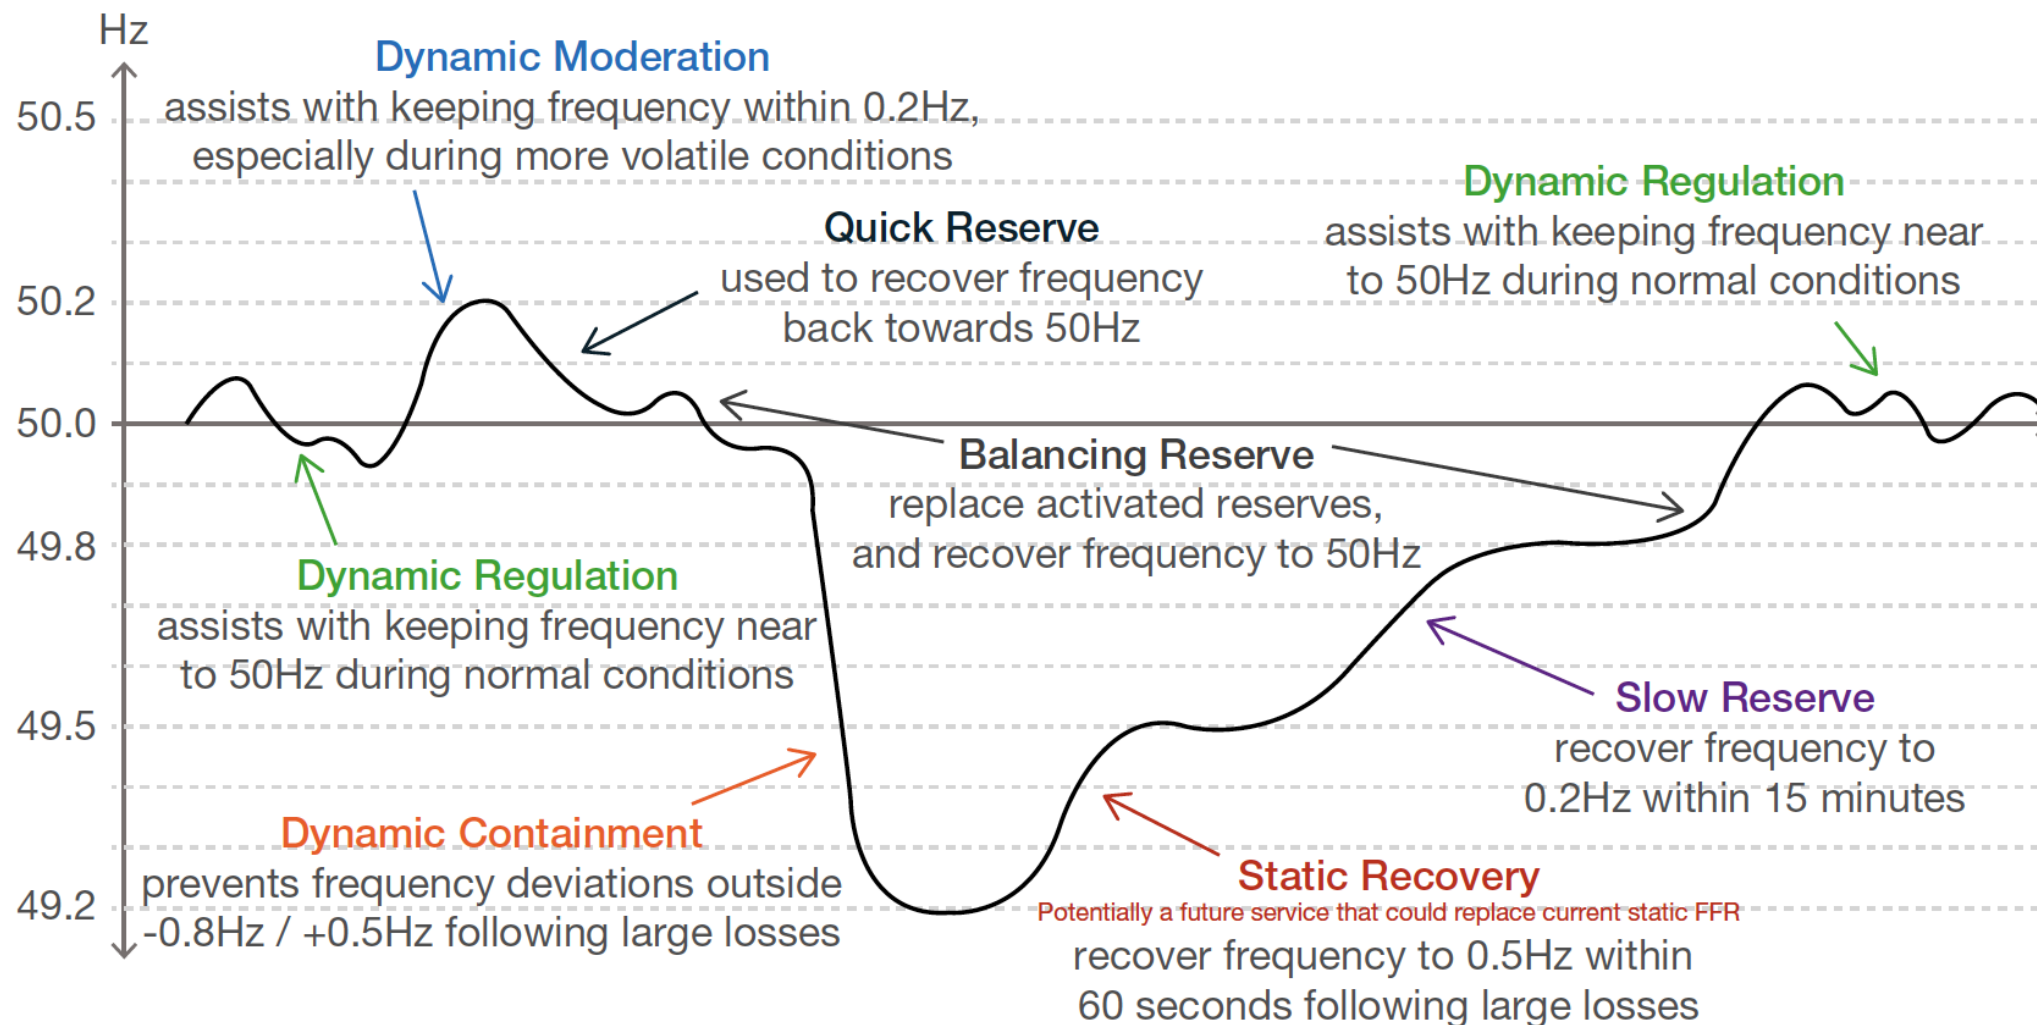 Hz
50.5
50.2
50.0
49.8
49.5
49.2
Dynamic Moderation
assists with keeping frequency within 0.2Hz,
especially during more volatile conditions
Quick Reserve
used to recover frequency
back towards 50Hz
Dynamic Regulation
assists with keeping frequency near
to 50Hz during normal conditions
Balancing Reserve
replace activated reserves,
and recover frequency to 50Hz
Dynamic Regulation
assists with keeping frequency near
to 50Hz during normal conditions
Slow Reserve
recover frequency to
0.2Hz within 15 minutes
Dynamic Containment
prevents frequency deviations outside
-0.8Hz / +0.5Hz following large losses
Static Recovery
Potentially a future service that could replace current static FFR
recover frequency to 0.5Hz within
60 seconds following large losses